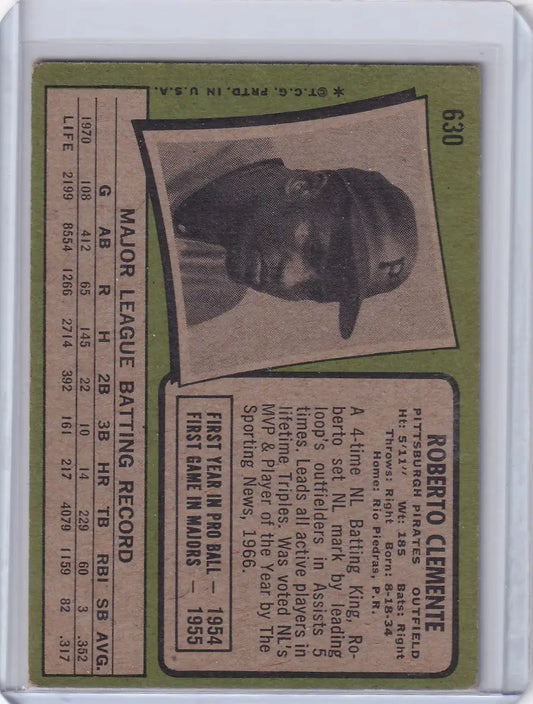 630
ROBERTO CLEMENTE
PITTSBURGH PIRATES OUTFIELD
Ht: 5'11" Wt: 185 Bats: Right
Throws: Right Born: 8-18-34
Home: Rio Piedras, P.R.
A 4-time NL Batting King, Ro-
berto set NL mark by leading
loop's outfielders in Assists 5
times. Leads all active players in
lifetime Triples. Was voted NL's
MVP & Player of the Year by The
Sporting News, 1966.
FIRST YEAR IN PRO BALL — 1954
FIRST GAME IN MAJORS — 1955
P
*©T.C.G. PRTD. IN U.S.A.
MAJOR LEAGUE BATTING RECORD
G AB R H 2B 3B HR TB RBI SB AVG.
1970 108 412 65 145 22 10 14 229 60 3 .352
LIFE 2199 8554 1266 2714 392 161 217 4079 1159 82 .317